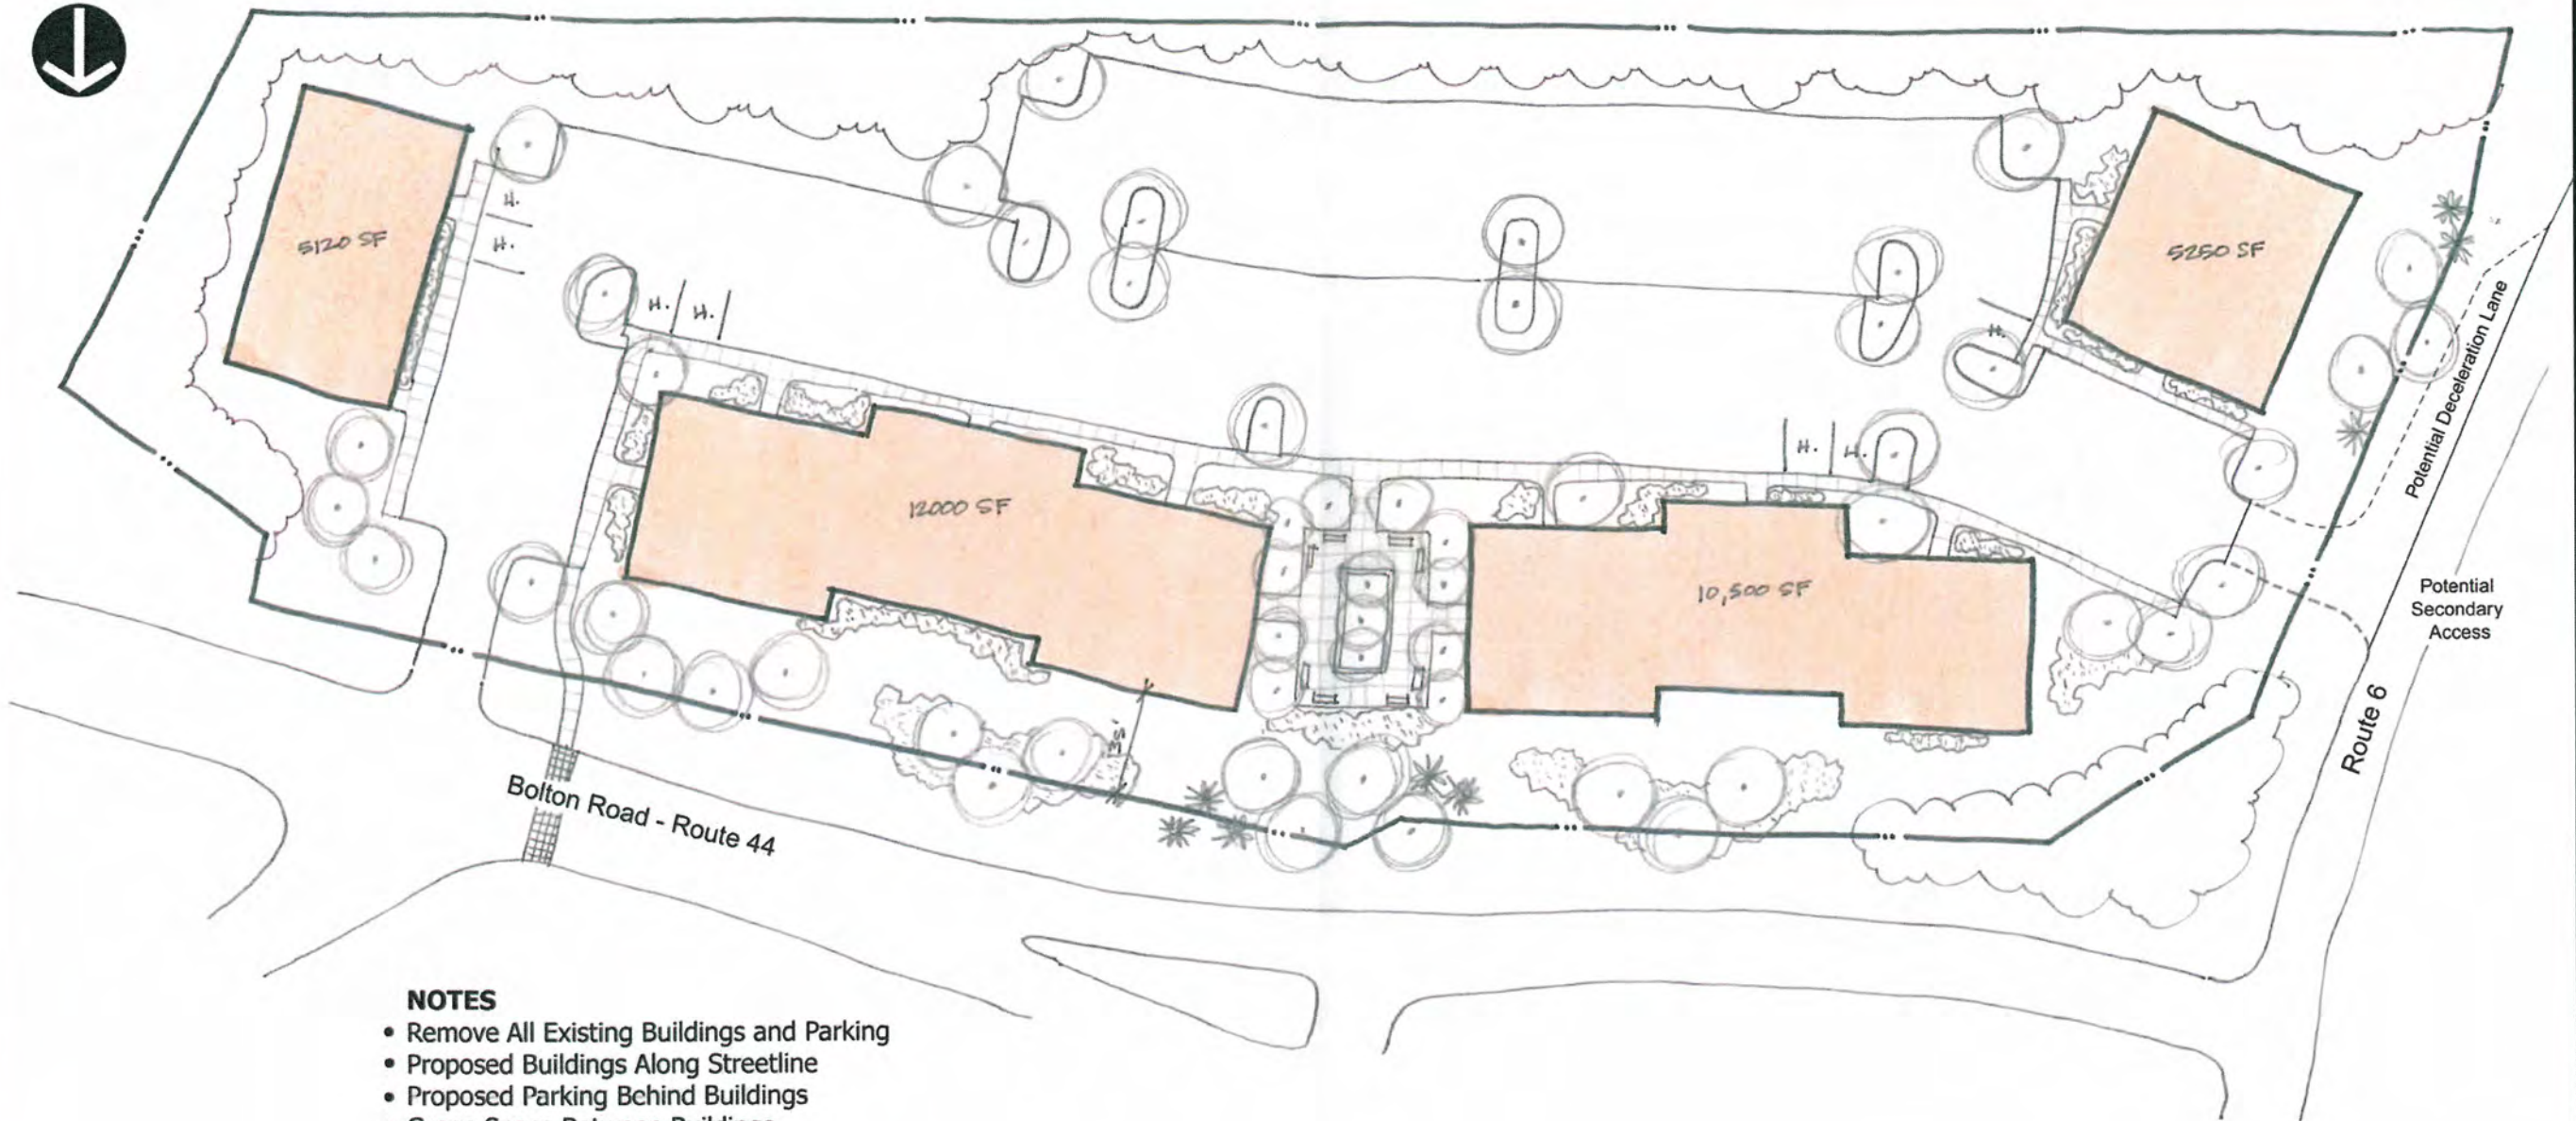 5120 SF
H.
H.
H.
H.
12000 SF
35'
H.
H.
10,500 SF
H.
5250 SF
Potential Deceleration Lane
Potential
Secondary
Access
Route 6
Bolton Road - Route 44
NOTES
• Remove All Existing Buildings and Parking
• Proposed Buildings Along Streetline
• Proposed Parking Behind Buildings